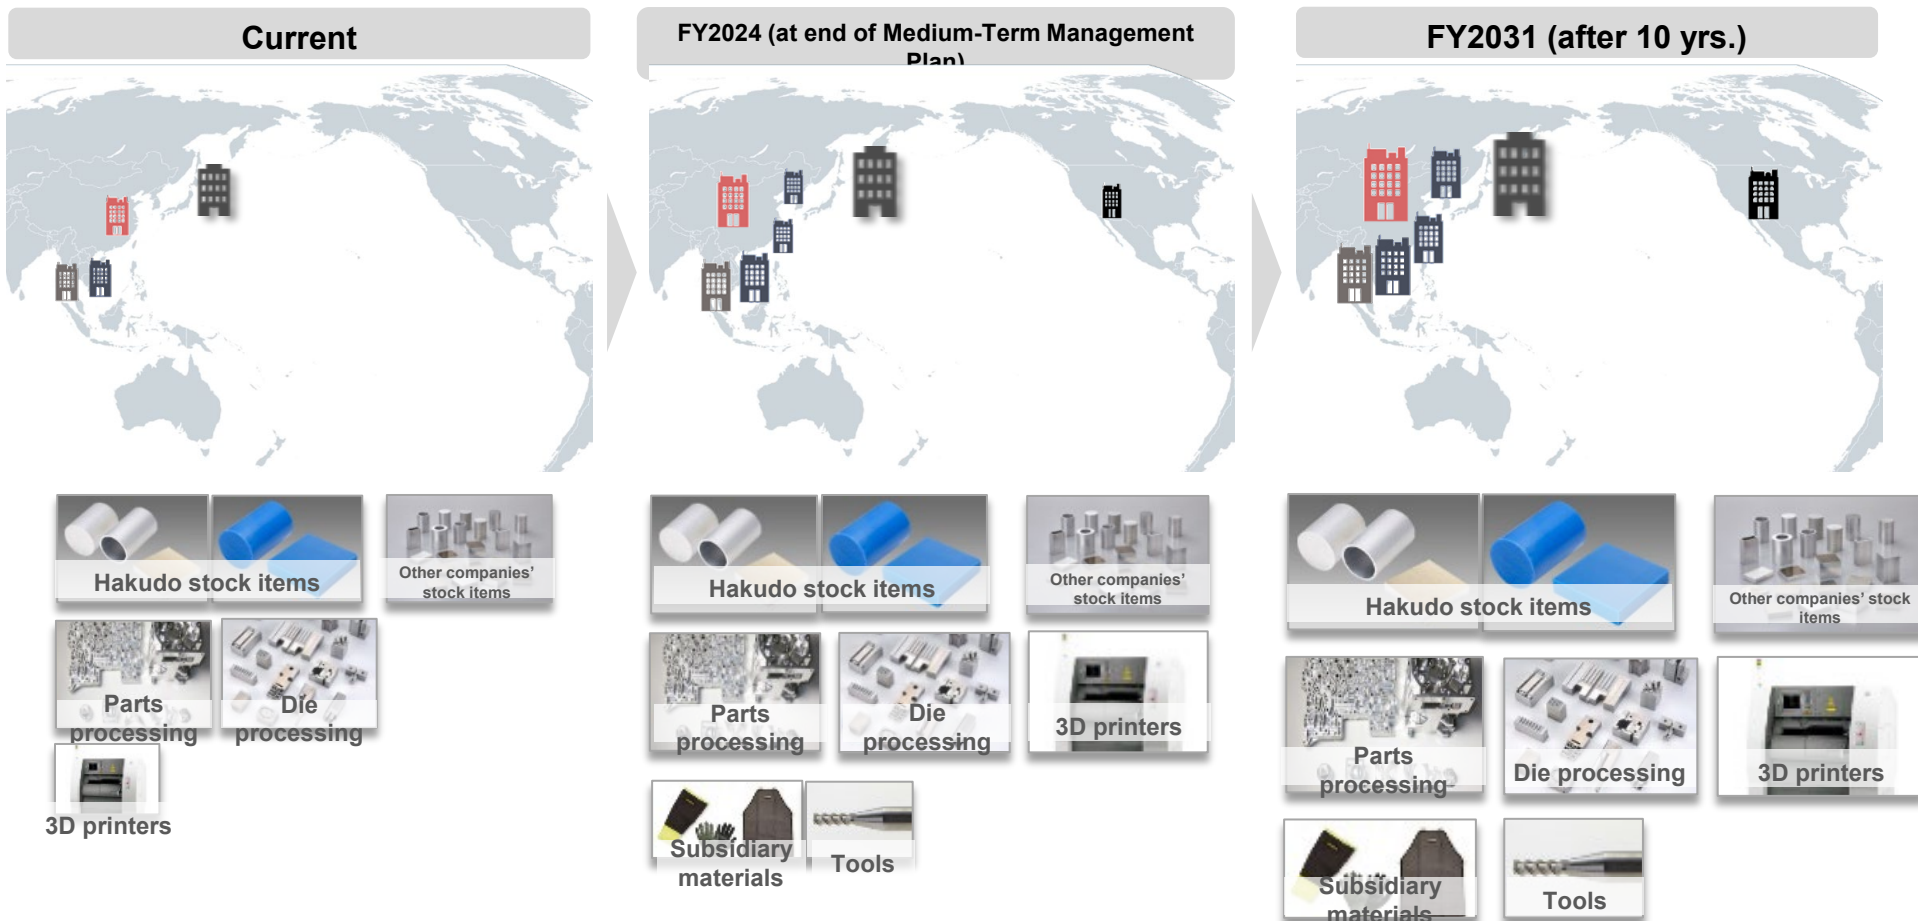 Current
FY2024 (at end of Medium-Term Management
Plan)
FY2031 (after 10 yrs.)
Hakudo stock items
Other companies’
stock items
Parts
processing
Die
processing
3D printers
Hakudo stock items
Other companies’
stock items
Parts
processing
Die
processing
3D printers
Subsidiary
materials
Tools
Hakudo stock items
Other companies’ stock
items
Parts
processing
Die processing
3D printers
Subsidiary
materials
Tools